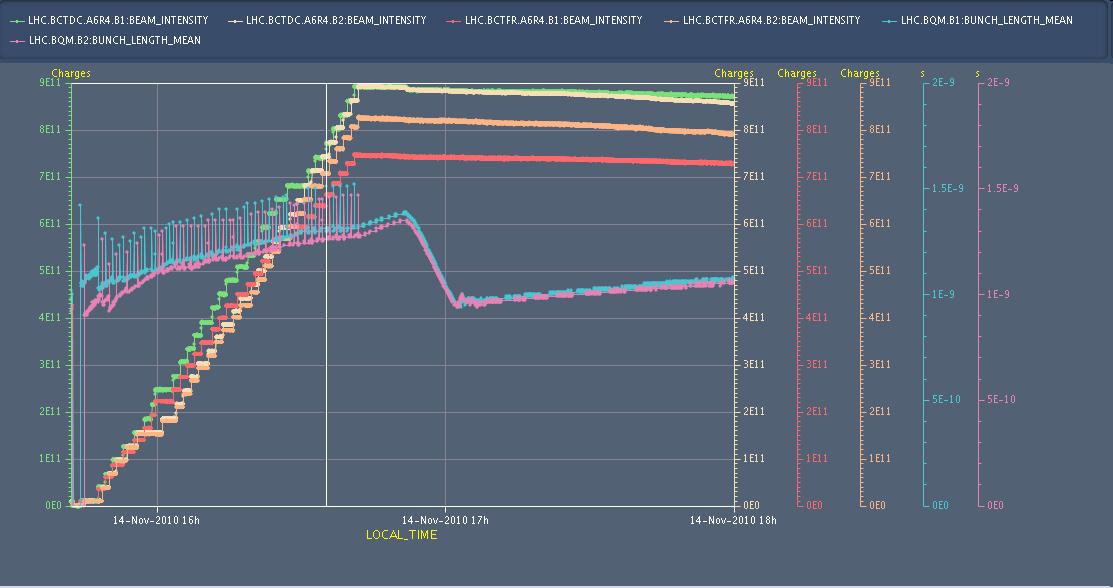 LHC.BCTDC.A6R4.B1:BEAM_INTENSITY LHC.BCTDC.A6R4.B2:BEAM_INTENSITY LHC.BCTFR.A6R4.B1:BEAM_INTENSITY LHC.BCTFR.A6R4.B2:BEAM_INTENSITY LHC.BQM.B1:BUNCH_LENGTH_MEAN
LHC.BQM.B2:BUNCH_LENGTH_MEAN
Charges Charges Charges Charges s s
9E11 9E11 9E11 9E11 2E-9 2E-9
8E11 8E11 8E11 8E11
7E11 7E11 7E11 7E11
1.5E-9 1.5E-9
6E11 6E11 6E11 6E11
5E11 5E11 5E11 5E11
1E-9 1E-9
4E11 4E11 4E11 4E11
3E11 3E11 3E11 3E11
5E-10 5E-10
2E11 2E11 2E11 2E11
1E11 1E11 1E11 1E11
0E0 0E0 0E0 0E0 0E0 0E0
14-Nov-2010 16h 14-Nov-2010 17h 14-Nov-2010 18h
LOCAL_TIME